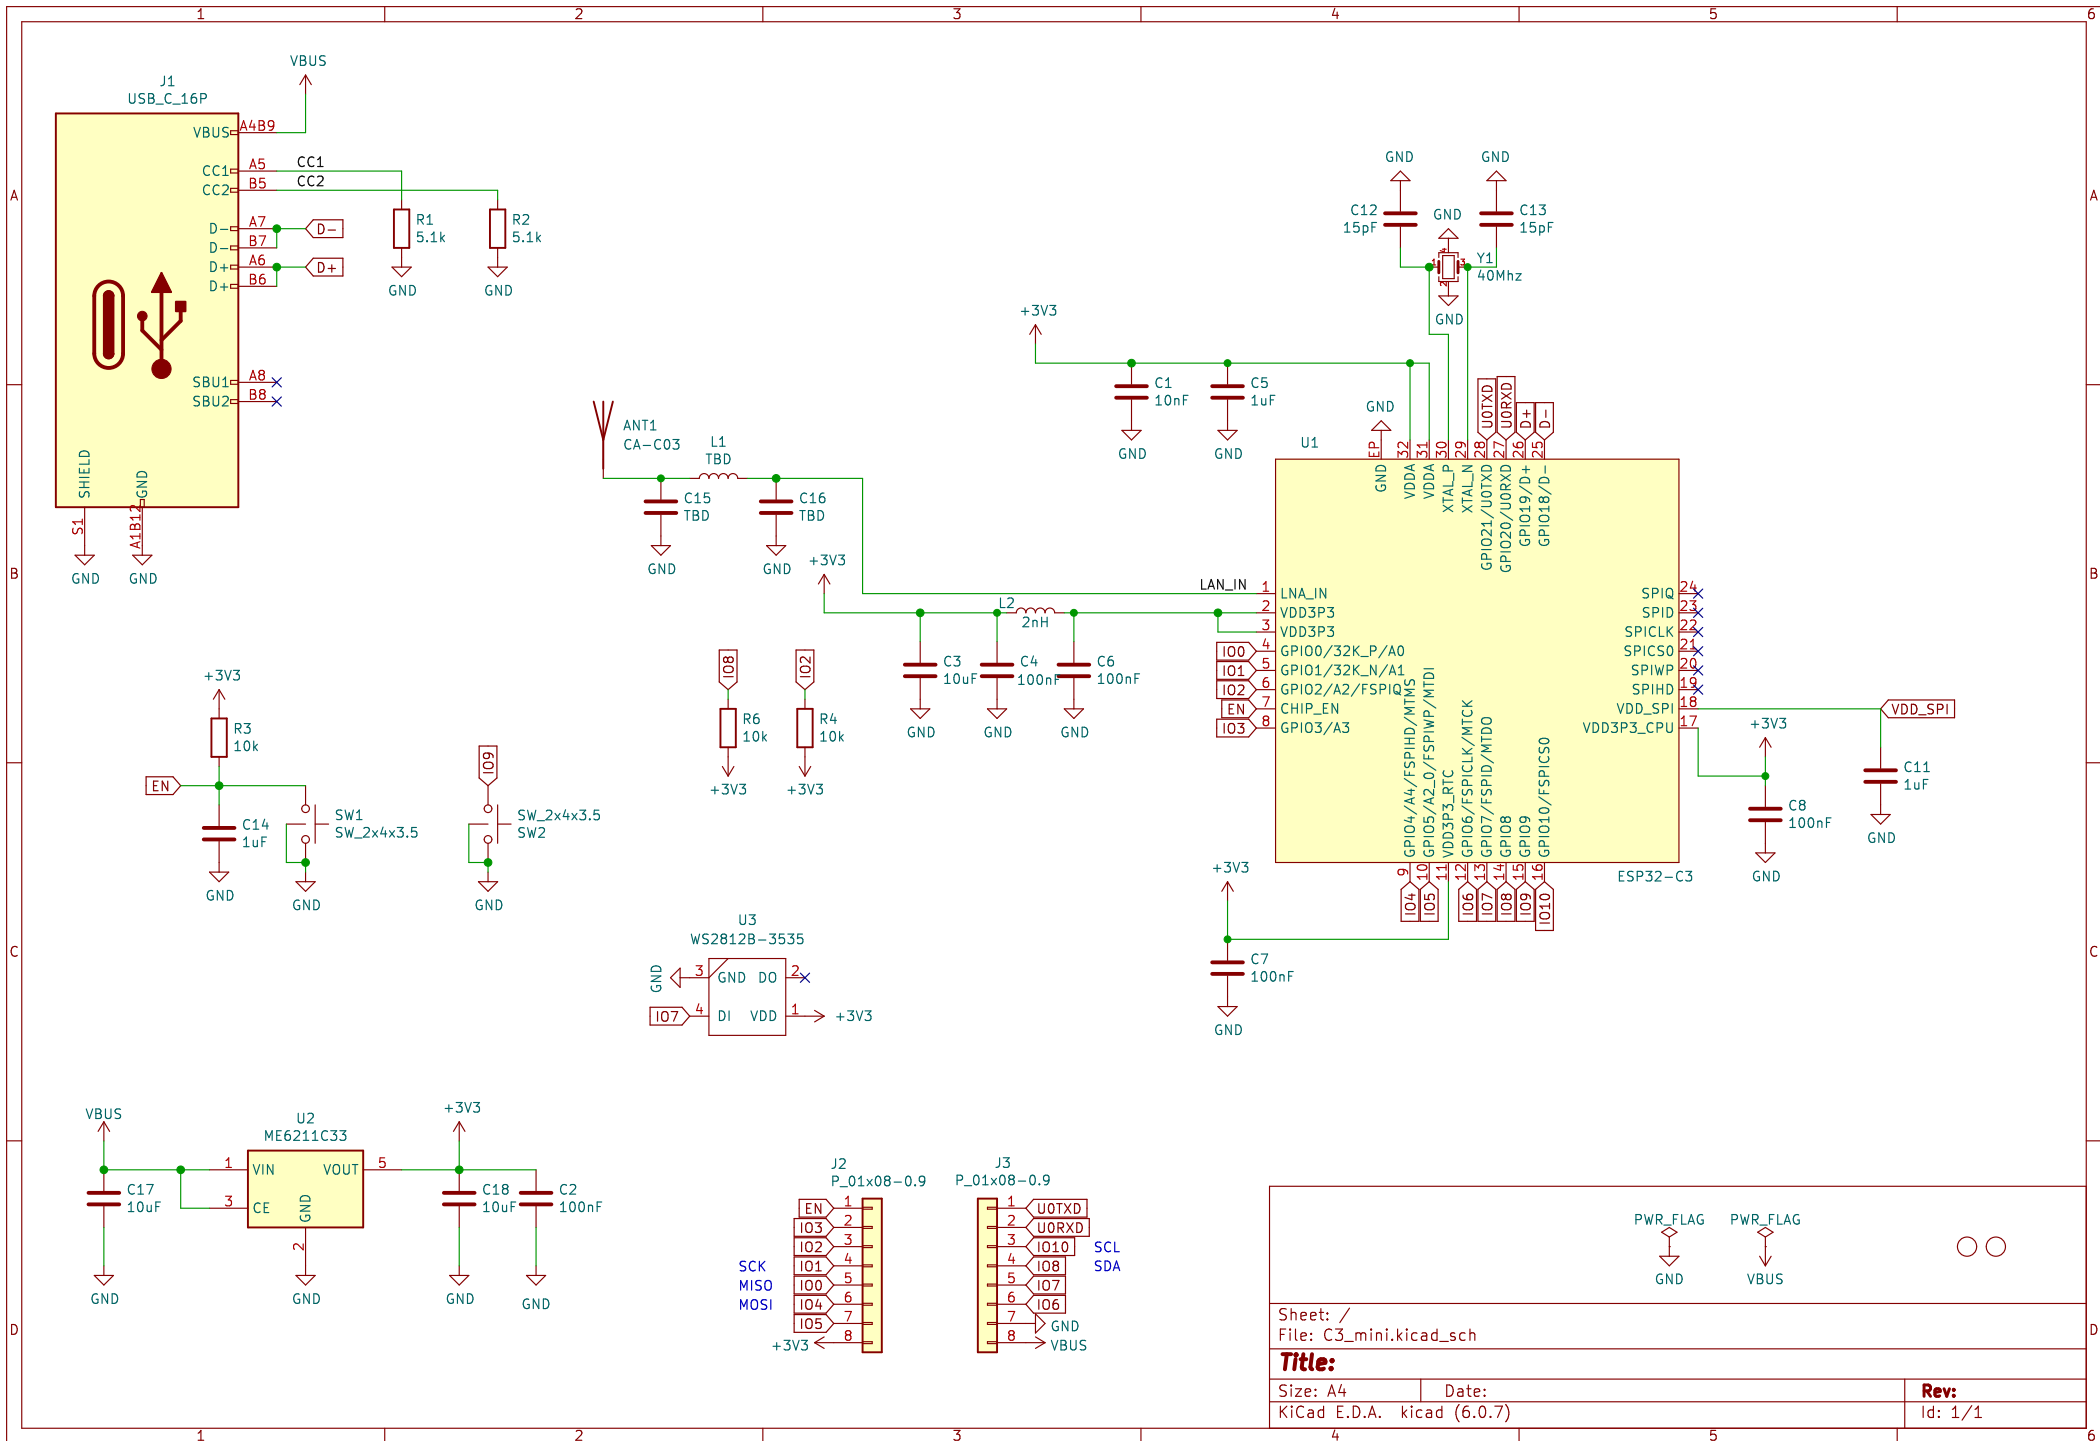 1 2 3 4 5 6
A
B
C
D
J1
USB_C_16P
VBUS
VBUS
A4B9
CC1
A5
CC1
CC2
B5
CC2
D-
A7
D-
D-
B7
D+
A6
D+
D+
B6
SBU1
A8
SBU2
B8
SHIELD
GND
S1
A1B12
GND
GND
R1
5.1k
GND
R2
5.1k
GND
+3V3
R3
10k
EN
C14
1uF
GND
SW1
SW_2x4x3.5
GND
IO9
SW_2x4x3.5
SW2
GND
VBUS
C17
10uF
GND
U2
ME6211C33
1
VIN
VOUT
5
3
CE
GND
2
GND
+3V3
C18
10uF
GND
C2
100nF
GND
ANT1
CA-C03
L1
TBD
C15
TBD
GND
C16
TBD
GND
IO8
R6
10k
+3V3
IO2
R4
10k
+3V3
U3
WS2812B-3535
GND
3
GND
DO
2
IO7
4
DI
VDD
1
+3V3
+3V3
L2
2nH
C3
10uF
GND
C4
100nF
GND
C6
100nF
GND
+3V3
C1
10nF
GND
C5
1uF
GND
GND
C12
15pF
GND
C13
15pF
GND
1
4
3
2
Y1
40Mhz
GND
U1
GND
EP
32
31
30
29
28
27
26
25
U0TXD
U0RXD
D+
D-
GND
VDDA
VDDA
XTAL_P
XTAL_N
GPIO21/U0TXD
GPIO20/U0RXD
GPIO19/D+
GPIO18/D-
LAN_IN
1
LNA_IN
2
VDD3P3
3
VDD3P3
IO0
4
GPIO0/32K_P/A0
IO1
5
GPIO1/32K_N/A1
IO2
6
GPIO2/A2/FSPIQ
EN
7
CHIP_EN
IO3
8
GPIO3/A3
SPIQ
24
SPID
23
SPICLK
22
SPICS0
21
SPIWP
20
SPIHD
19
VDD_SPI
18
VDD_SPI
VDD3P3_CPU
17
GPIO4/A4/FSPIHD/MTMS
GPIO5/A2_0/FSPIWP/MTDI
VDD3P3_RTC
GPIO6/FSPICLK/MTCK
GPIO7/FSPID/MTDO
GPIO8
GPIO9
GPIO10/FSPICS0
9
10
11
12
13
14
15
16
IO4
IO5
IO6
IO7
IO8
IO9
IO10
ESP32-C3
+3V3
C8
100nF
GND
C11
1uF
GND
+3V3
C7
100nF
GND
J2
P_01x08-0.9
EN 1
IO3 2
IO2 3
SCK IO1 4
MISO IO0 5
MOSI IO4 6
IO5 7
+3V3 8
J3
P_01x08-0.9
1 U0TXD
2 U0RXD
3 IO10 SCL
4 IO8 SDA
5 IO7
6 IO6
7 GND
8 VBUS
PWR_FLAG
GND
PWR_FLAG
VBUS
Sheet: /
File: C3_mini.kicad_sch
Title:
Size: A4
Date:
Rev:
KiCad E.D.A.  kicad (6.0.7)
Id: 1/1
A
B
C
D
1 2 3 4 5 6